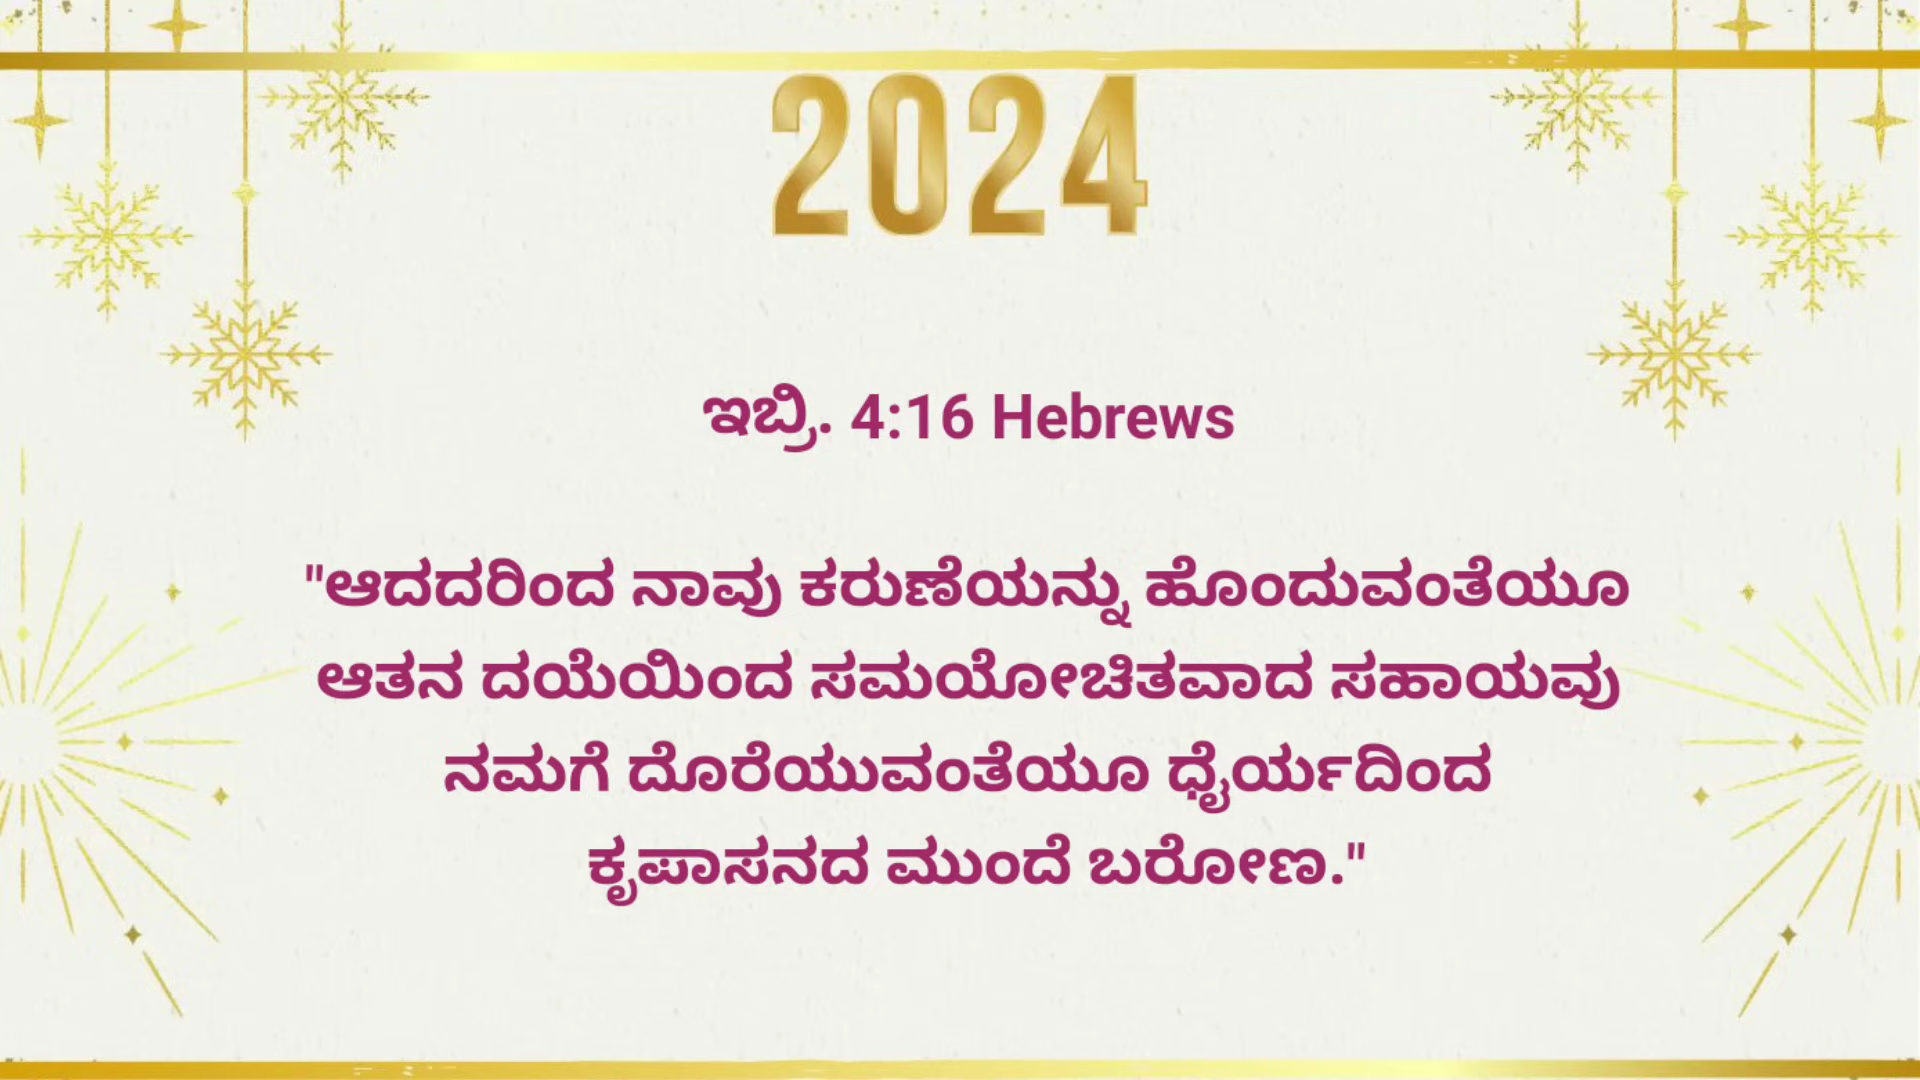 2024
ಇಬ್ರಿ. 4:16 Hebrews
"ಆದದರಿಂದ ನಾವು ಕರುಣೆಯನ್ನು ಹೊಂದುವಂತೆಯೂ
ಆತನ ದಯೆಯಿಂದ ಸಮಯೋಚಿತವಾದ ಸಹಾಯವು
ನಮಗೆ ದೊರೆಯುವಂತೆಯೂ ಧೈರ್ಯದಿಂದ
ಕೃಪಾಸನದ ಮುಂದೆ ಬರೋಣ."